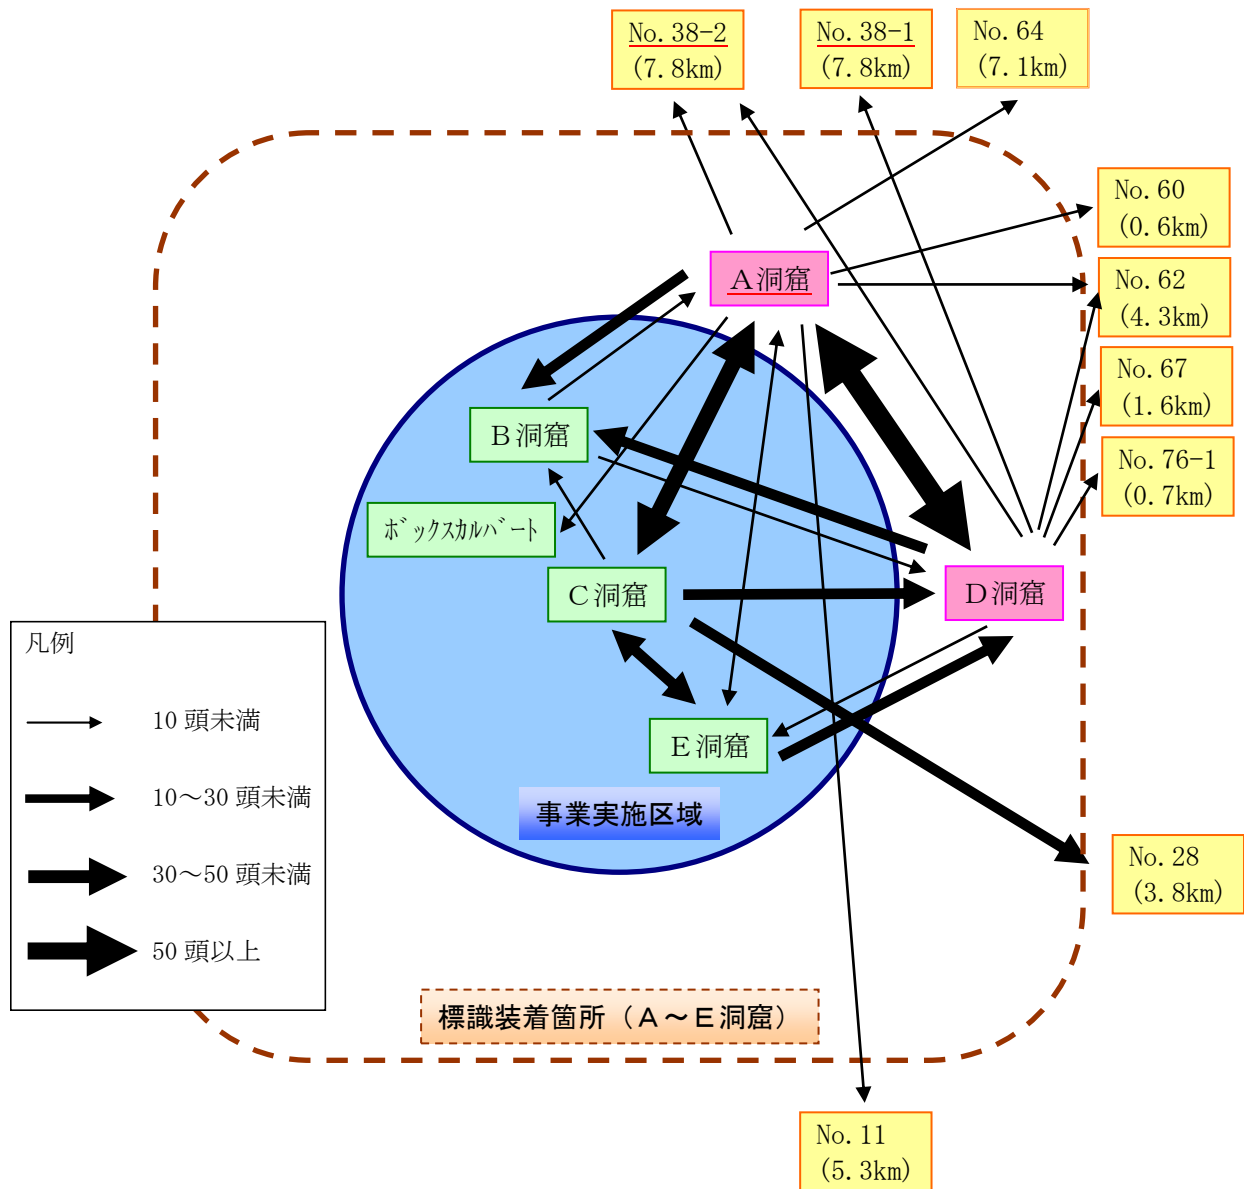 No.38-2
(7.8km)
No.38-1
(7.8km)
No.64
(7.1km)
No.60
(0.6km)
No.62
(4.3km)
No.67
(1.6km)
No.76-1
(0.7km)
A洞窟
B洞窟
ボックスカルバート
C洞窟
D洞窟
E洞窟
事業実施区域
凡例
10頭未満
10～30頭未満
30～50頭未満
50頭以上
No.28
(3.8km)
標識装着箇所（A～E洞窟）
No.11
(5.3km)